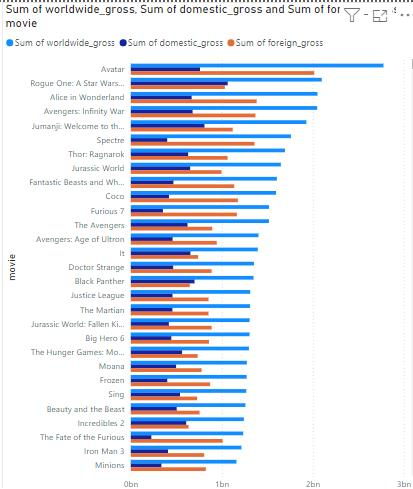 Sum of worldwide_gross, Sum of domestic_gross and Sum of for
movie
Sum of worldwide_gross Sum of domestic_gross Sum of foreign_gross
Avatar
Rogue One: A Star Wars...
Alice in Wonderland
Avengers: Infinity War
Jumanji: Welcome to th...
Spectre
Thor: Ragnarok
Jurassic World
Fantastic Beasts and Wh...
Coco
Furious 7
The Avengers
Avengers: Age of Ultron
It
Doctor Strange
Black Panther
Justice League
The Martian
Jurassic World: Fallen Ki...
Big Hero 6
The Hunger Games: Mo...
Moana
Frozen
Sing
Beauty and the Beast
Incredibles 2
The Fate of the Furious
Iron Man 3
Minions
movie
0bn 1bn 2bn 3bn